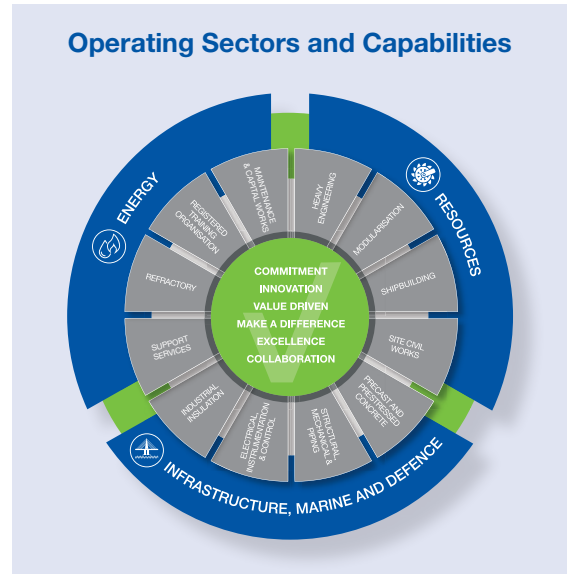 Operating Sectors and Capabilities
ENERGY
RESOURCES
INFRASTRUCTURE, MARINE AND DEFENCE
HEAVY
ENGINEERING
MODULARISATION
SHIPBUILDING
SITE CIVIL
WORKS
PRECAST AND
PRESTRESSED
CONCRETE
STRUCTURAL
MECHANICAL &
PIPING
ELECTRICAL,
INSTRUMENTATION
& CONTROL
INDUSTRIAL
INSULATION
SUPPORT
SERVICES
REFRACTORY
REGISTERED
TRAINING
ORGANISATION
MAINTENANCE
& CAPITAL WORKS
COMMITMENT
INNOVATION
VALUE DRIVEN
MAKE A DIFFERENCE
EXCELLENCE
COLLABORATION